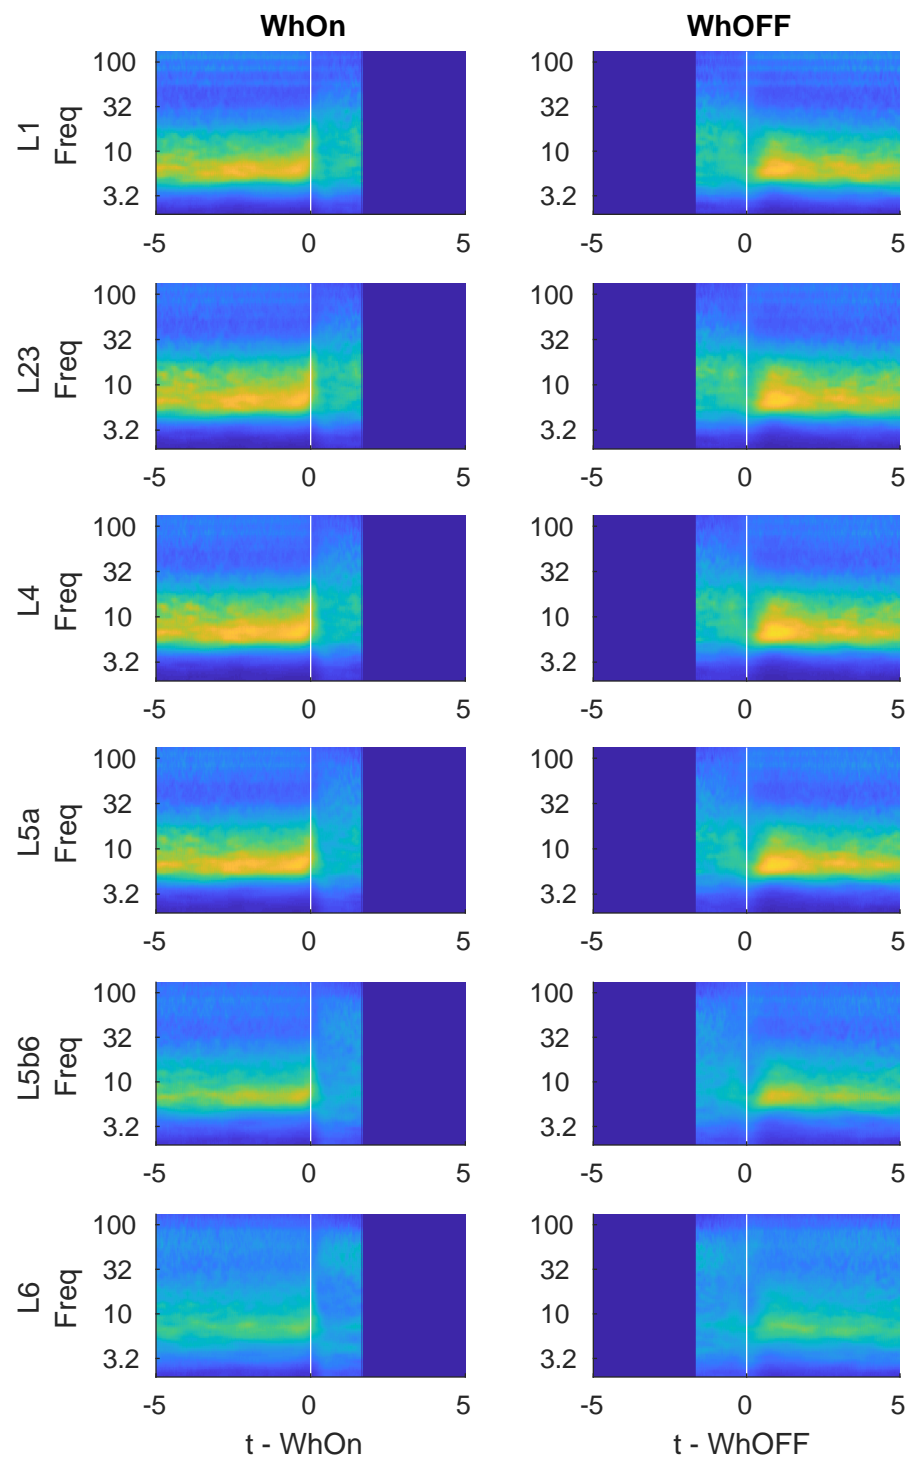 WhOn WhOFF
L1 Freq 100 32 10 3.2 -5 0 5 100 32 10 3.2 -5 0 5
L23 Freq 100 32 10 3.2 -5 0 5 100 32 10 3.2 -5 0 5
L4 Freq 100 32 10 3.2 -5 0 5 100 32 10 3.2 -5 0 5
L5a Freq 100 32 10 3.2 -5 0 5 100 32 10 3.2 -5 0 5
L5b6 Freq 100 32 10 3.2 -5 0 5 100 32 10 3.2 -5 0 5
L6 Freq 100 32 10 3.2 -5 0 5 100 32 10 3.2 -5 0 5
t - WhOn t - WhOFF